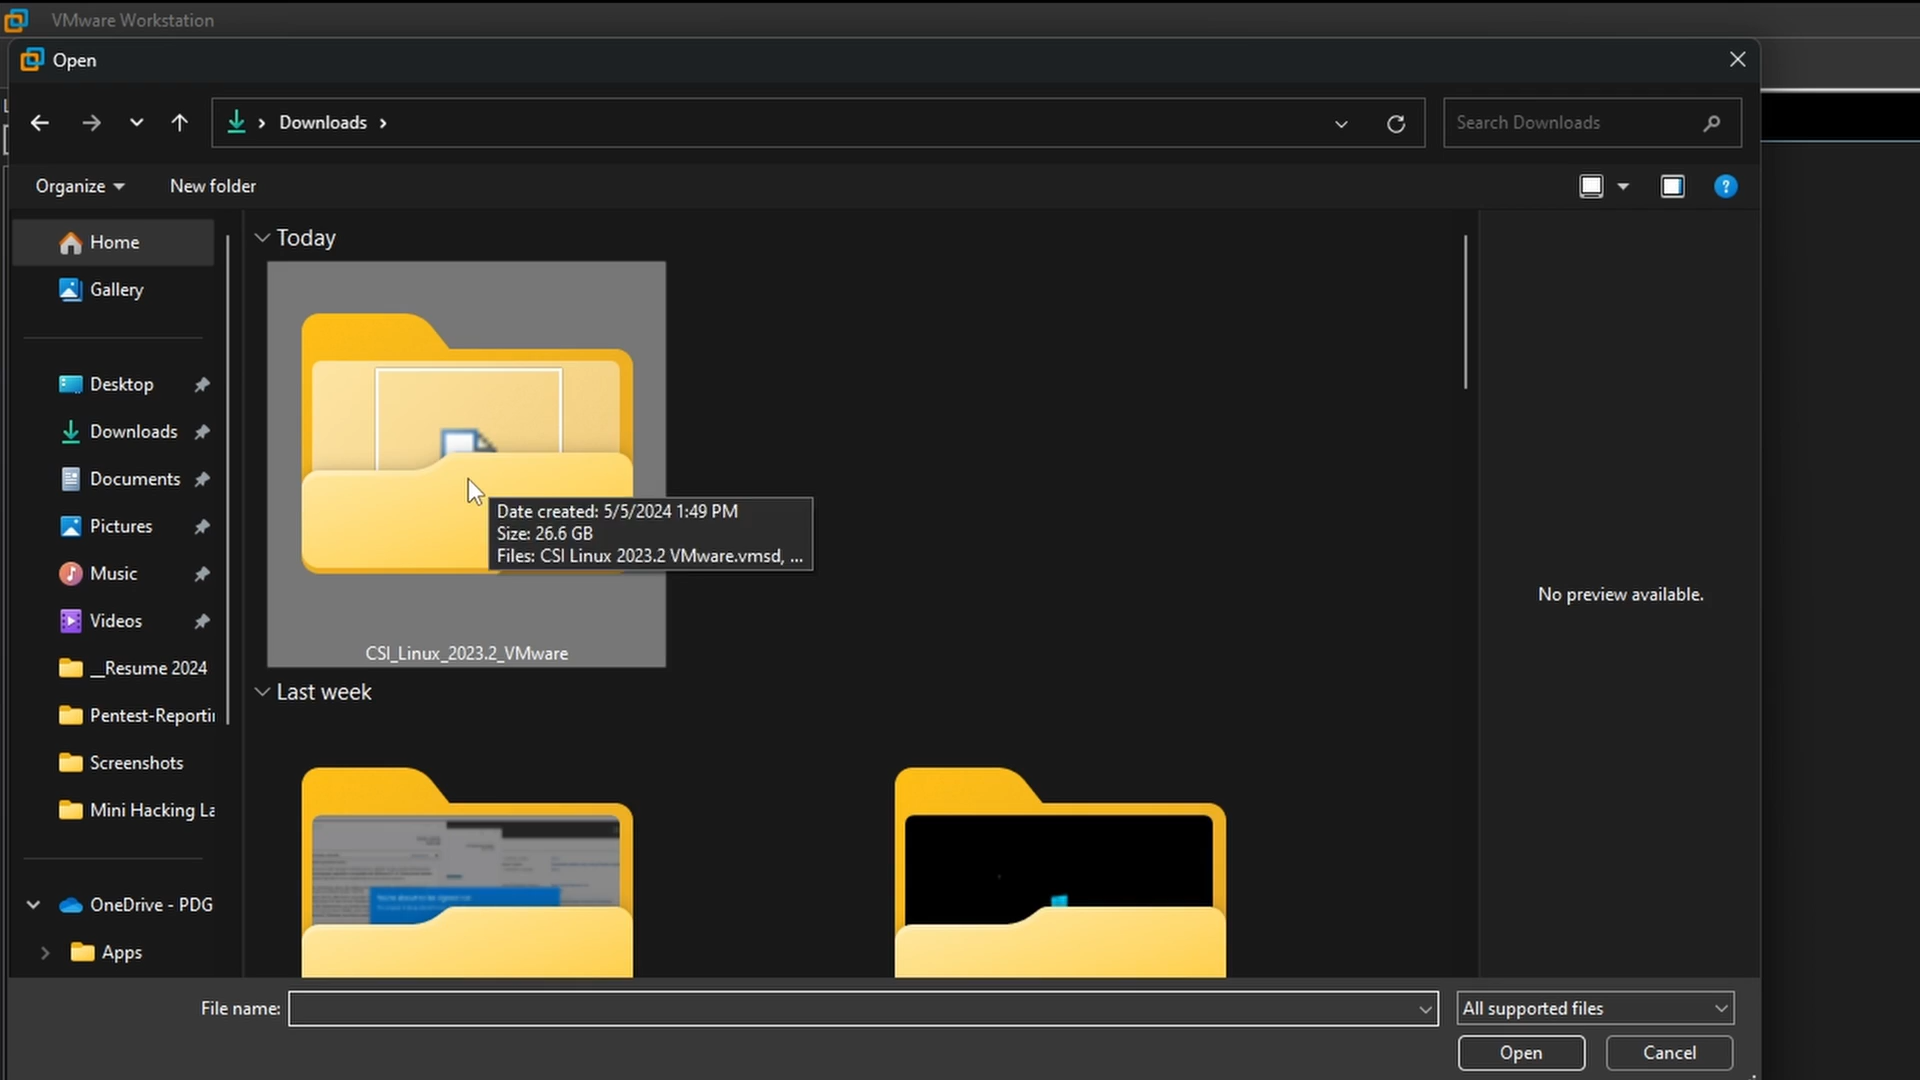 VMware Workstation
Open
Downloads
Search Downloads
Organize
New folder
Home
Gallery
Desktop
Downloads
Documents
Pictures
Music
Videos
__Resume 2024
Pentest-Reporti
Screenshots
Mini Hacking La
OneDrive - PDG
Apps
Today
Date created: 5/5/2024 1:49 PM
Size: 26.6 GB
Files: CSI Linux 2023.2 VMware.vmsd, ...
CSI_Linux_2023.2_VMware
Last week
No preview available.
File name:
All supported files
Open
Cancel